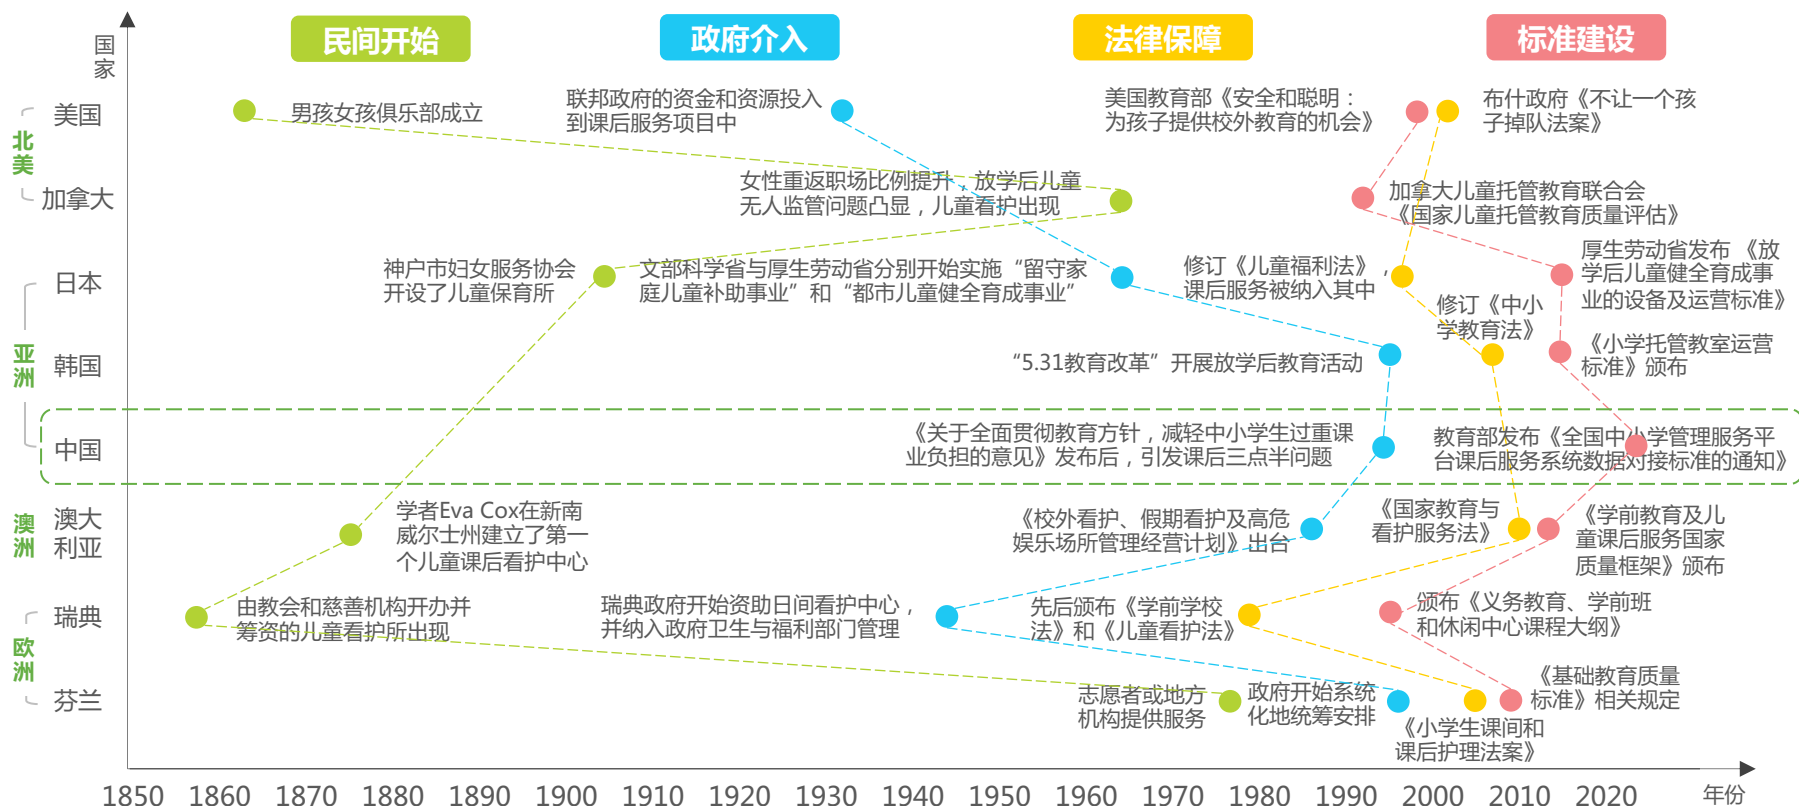 国
家
民间开始
政府介入
法律保障
标准建设
北
美
美国
男孩女孩俱乐部成立
联邦政府的资金和资源投入
到课后服务项目中
美国教育部《安全和聪明：
为孩子提供校外教育的机会》
布什政府《不让一个孩
子掉队法案》
加拿大
女性重返职场比例提升，放学后儿童
无人监管问题凸显，儿童看护出现
加拿大儿童托管教育联合会
《国家儿童托管教育质量评估》
亚
洲
日本
神户市妇女服务协会
开设了儿童保育所
文部科学省与厚生劳动省分别开始实施“留守家
庭儿童补助事业”和“都市儿童健全育成事业”
修订《儿童福利法》，
课后服务被纳入其中
厚生劳动省发布 《放
学后儿童健全育成事
业的设备及运营标准》
韩国
“5.31教育改革”开展放学后教育活动
修订《中小
学教育法》
《小学托管教室运营
标准》颁布
中国
《关于全面贯彻教育方针，减轻中小学生过重课
业负担的意见》发布后，引发课后三点半问题
教育部发布《全国中小学管理服务平
台课后服务系统数据对接标准的通知》
澳
洲
澳大
利亚
学者Eva Cox在新南
威尔士州建立了第一
个儿童课后看护中心
《校外看护、假期看护及高危
娱乐场所管理经营计划》出台
《国家教育与
看护服务法》
《学前教育及儿
童课后服务国家
质量框架》颁布
欧
洲
瑞典
由教会和慈善机构开办并
筹资的儿童看护所出现
瑞典政府开始资助日间看护中心，
并纳入政府卫生与福利部门管理
先后颁布《学前学校
法》和《儿童看护法》
颁布《义务教育、学前班
和休闲中心课程大纲》
芬兰
志愿者或地方
机构提供服务
政府开始系统
化地统筹安排
《小学生课间和
课后护理法案》
《基础教育质量
标准》相关规定
1850 1860 1870 1880 1890 1900 1910 1920 1930 1940 1950 1960 1970 1980 1990 2000 2010 2020
年份